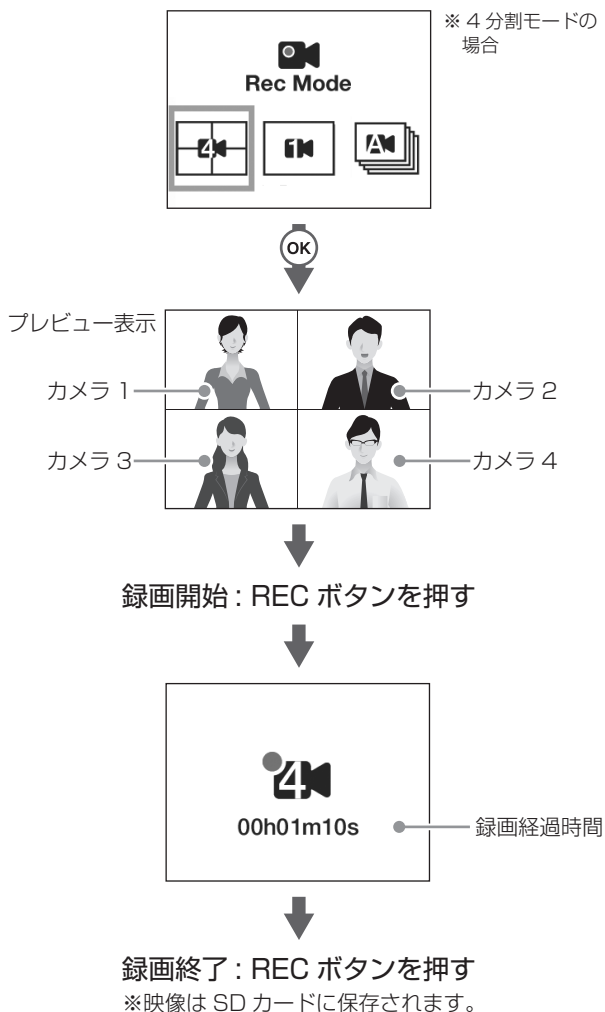 ※ 4 分割モードの
場合
Rec Mode
4
1
A
OK
プレビュー表示
カメラ 1
カメラ 2
カメラ 3
カメラ 4
録画開始 : REC ボタンを押す
4
00h01m10s
録画経過時間
録画終了 : REC ボタンを押す
※映像は SD カードに保存されます。